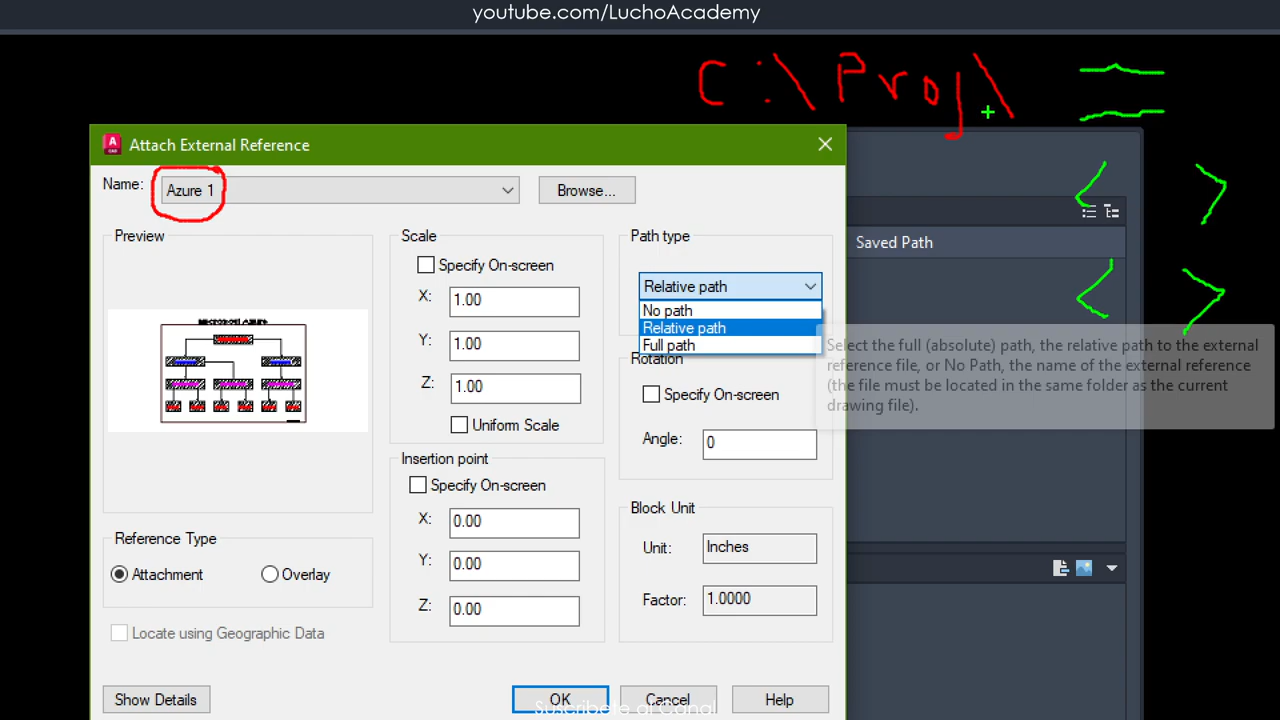 youtube.com/LuchoAcademy
C:\Proj\
Attach External Reference
Name:
Azure 1
Browse...
Preview
Microsoft Azure
Scale
Specify On-screen
X:
1.00
Y:
1.00
Z:
1.00
Uniform Scale
Path type
Relative path
No path
Relative path
Full path
Saved Path
Select the full (absolute) path, the relative path to the external
reference file, or No Path, the name of the external reference
(the file must be located in the same folder as the current
drawing file).
Rotation
Specify On-screen
Angle:
0
Insertion point
Specify On-screen
X:
0.00
Y:
0.00
Z:
0.00
Block Unit
Unit:
Inches
Factor:
1.0000
Reference Type
Attachment
Overlay
Locate using Geographic Data
Show Details
OK
Cancel
Help
Suscribete al Canal